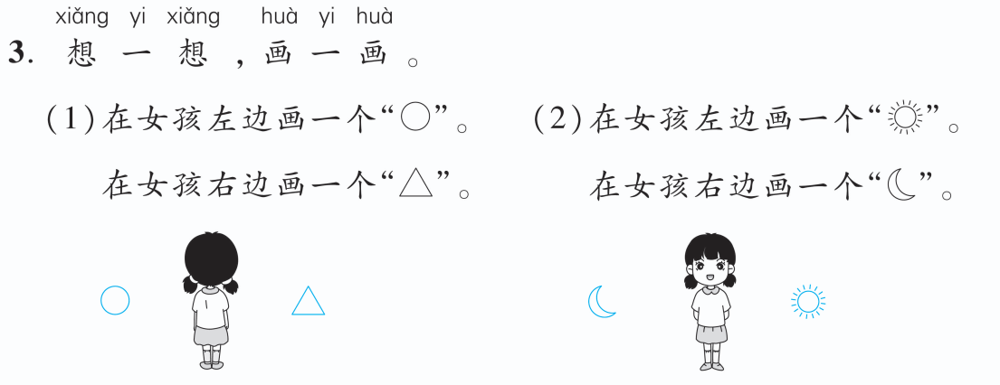 xiǎng yi xiǎng huà yi huà
3. 想一想，画一画。
(1)在女孩左边画一个“○”。
在女孩右边画一个“△”。
(2)在女孩左边画一个“☼”。
在女孩右边画一个“☾”。